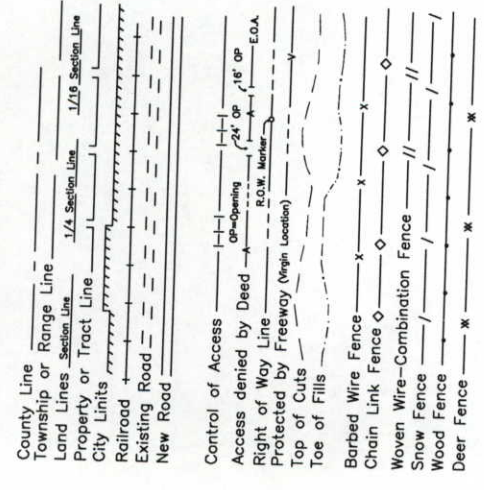 County Line
Township or Range Line
Land Lines Section Line 1/4 Section Line 1/16 Section Line
Property or Tract Line
City Linits
Railroad
Existing Road
New Road
Control of Access
OP=Opening 24' OP 16' OP
Access denied by Deed A A E.O.A.
Right of Way Line R.O.W. Marker
Protected by Freeway (Virgin Location) V
Top of Cuts
Toe of Fills
Barbed Wire Fence x x x
Chain Link Fence
Woven Wire-Combination Fence
Snow Fence
Wood Fence
Deer Fence